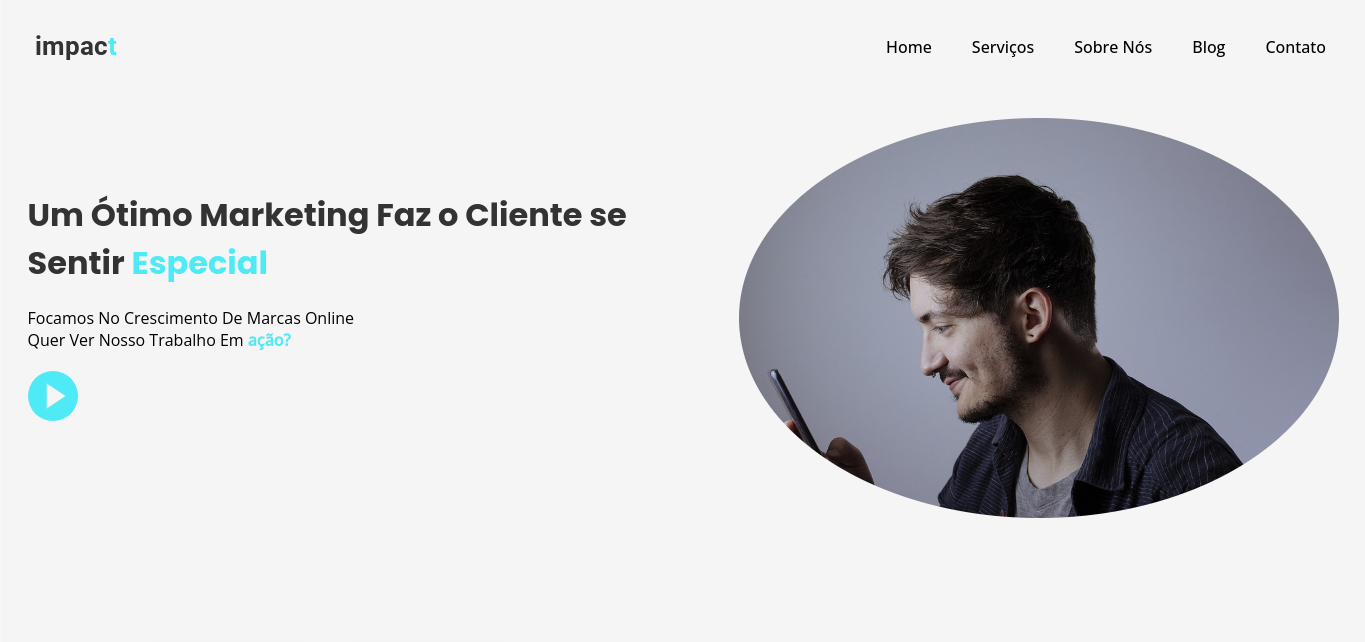 impact
Home Serviços Sobre Nós Blog Contato
Um Ótimo Marketing Faz o Cliente se
Sentir Especial
Focamos No Crescimento De Marcas Online
Quer Ver Nosso Trabalho Em ação?